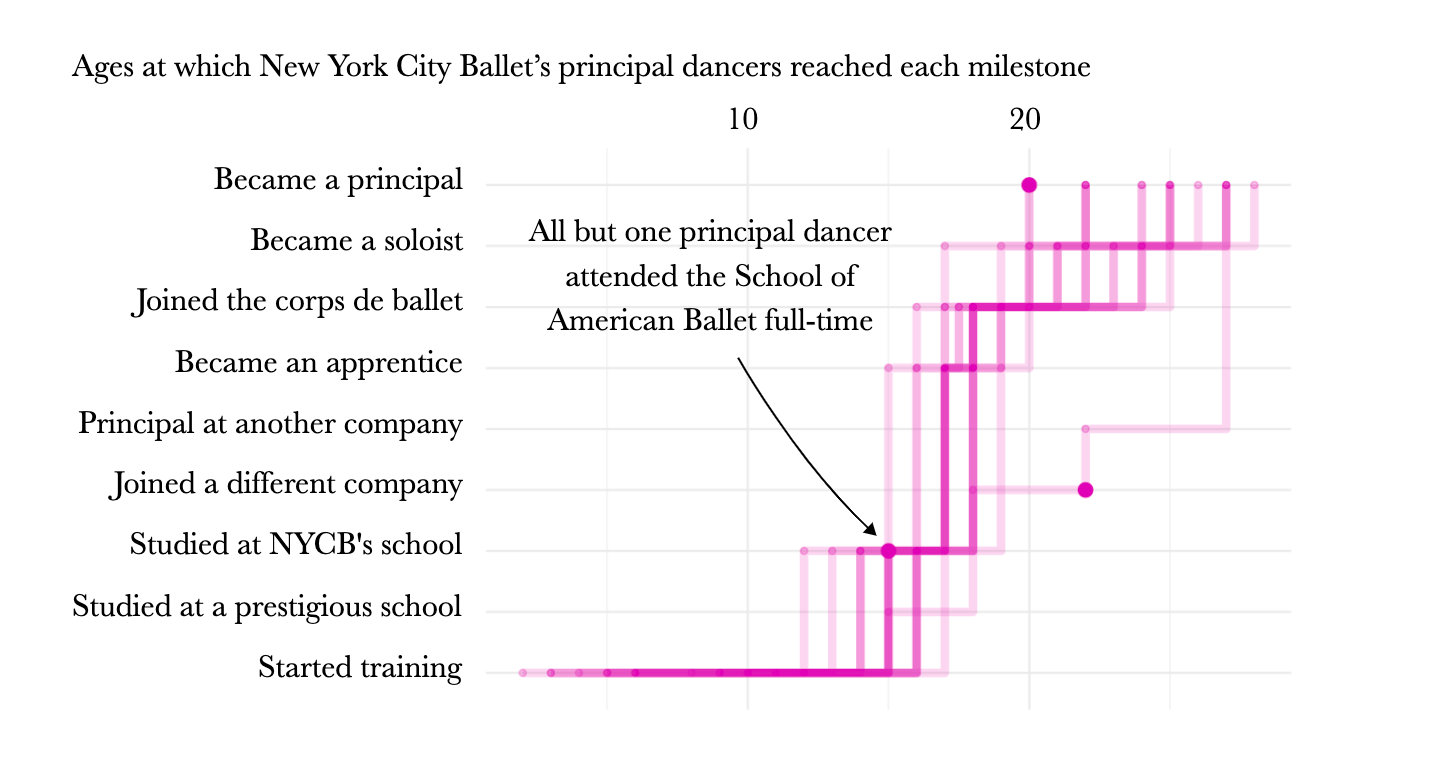 Ages at which New York City Ballet’s principal dancers reached each milestone
10
20
Became a principal
Became a soloist
Joined the corps de ballet
Became an apprentice
Principal at another company
Joined a different company
Studied at NYCB's school
Studied at a prestigious school
Started training
All but one principal dancer
attended the School of
American Ballet full-time